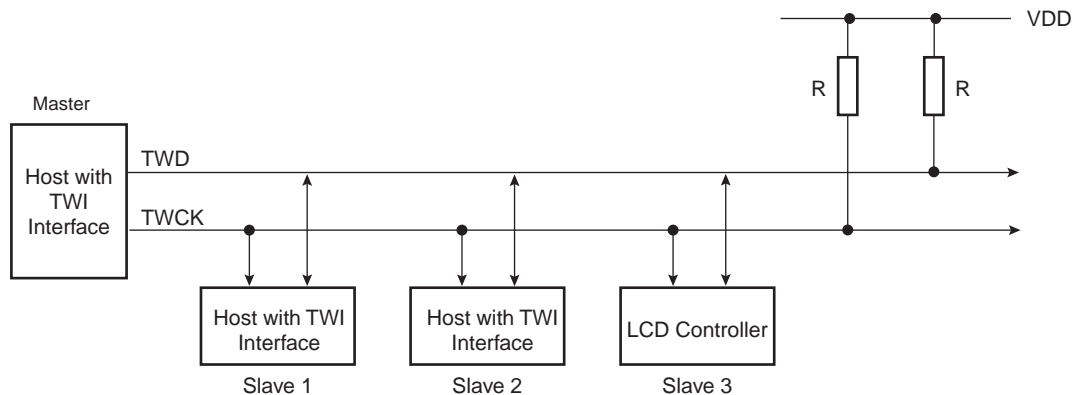 VDD
R
R
Master
Host with
TWI
Interface
TWD
TWCK
Host with TWI
Interface
Host with TWI
Interface
LCD Controller
Slave 1
Slave 2
Slave 3